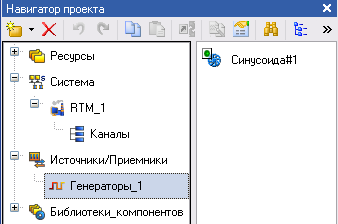 Навигатор проекта
Ресурсы
Система
RTM_1
Каналы
Источники/Приемники
Генераторы_1
Библиотеки_компонентов
Синусоида#1